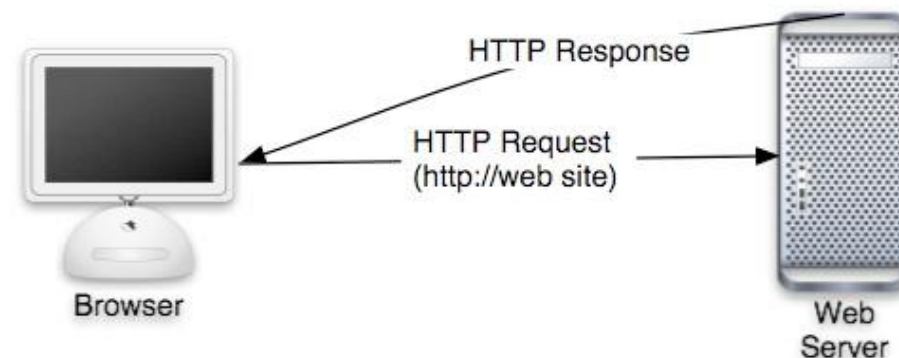 HTTP Response
HTTP Request
(http://web site)
Browser
Web
Server